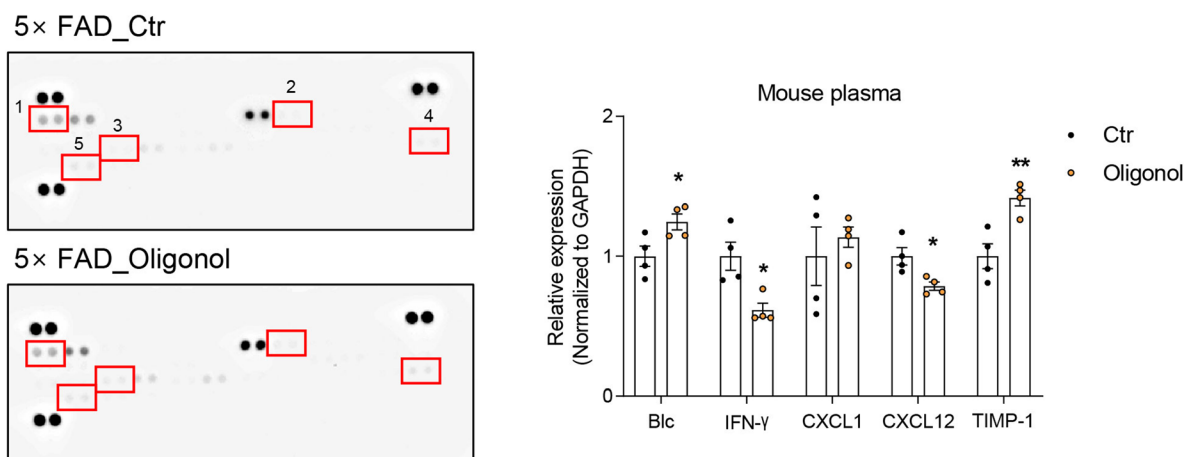 5× FAD_Ctr
1
2
3
4
5
5× FAD_Oligonol
Mouse plasma
Relative expression
(Normalized to GAPDH)
2
1
0
*
*
*
**
Blc
IFN-γ
CXCL1
CXCL12
TIMP-1
Ctr
Oligonol